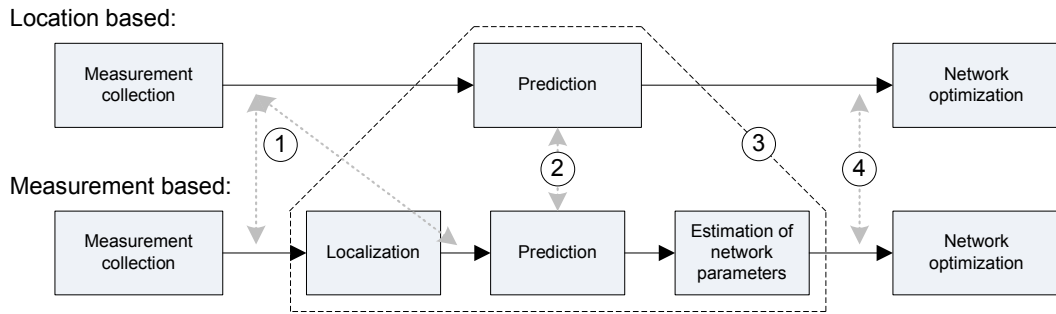 Location based:
Measurement
collection
Prediction
Network
optimization
1
2
3
4
Measurement based:
Measurement
collection
Localization
Prediction
Estimation of
network
parameters
Network
optimization